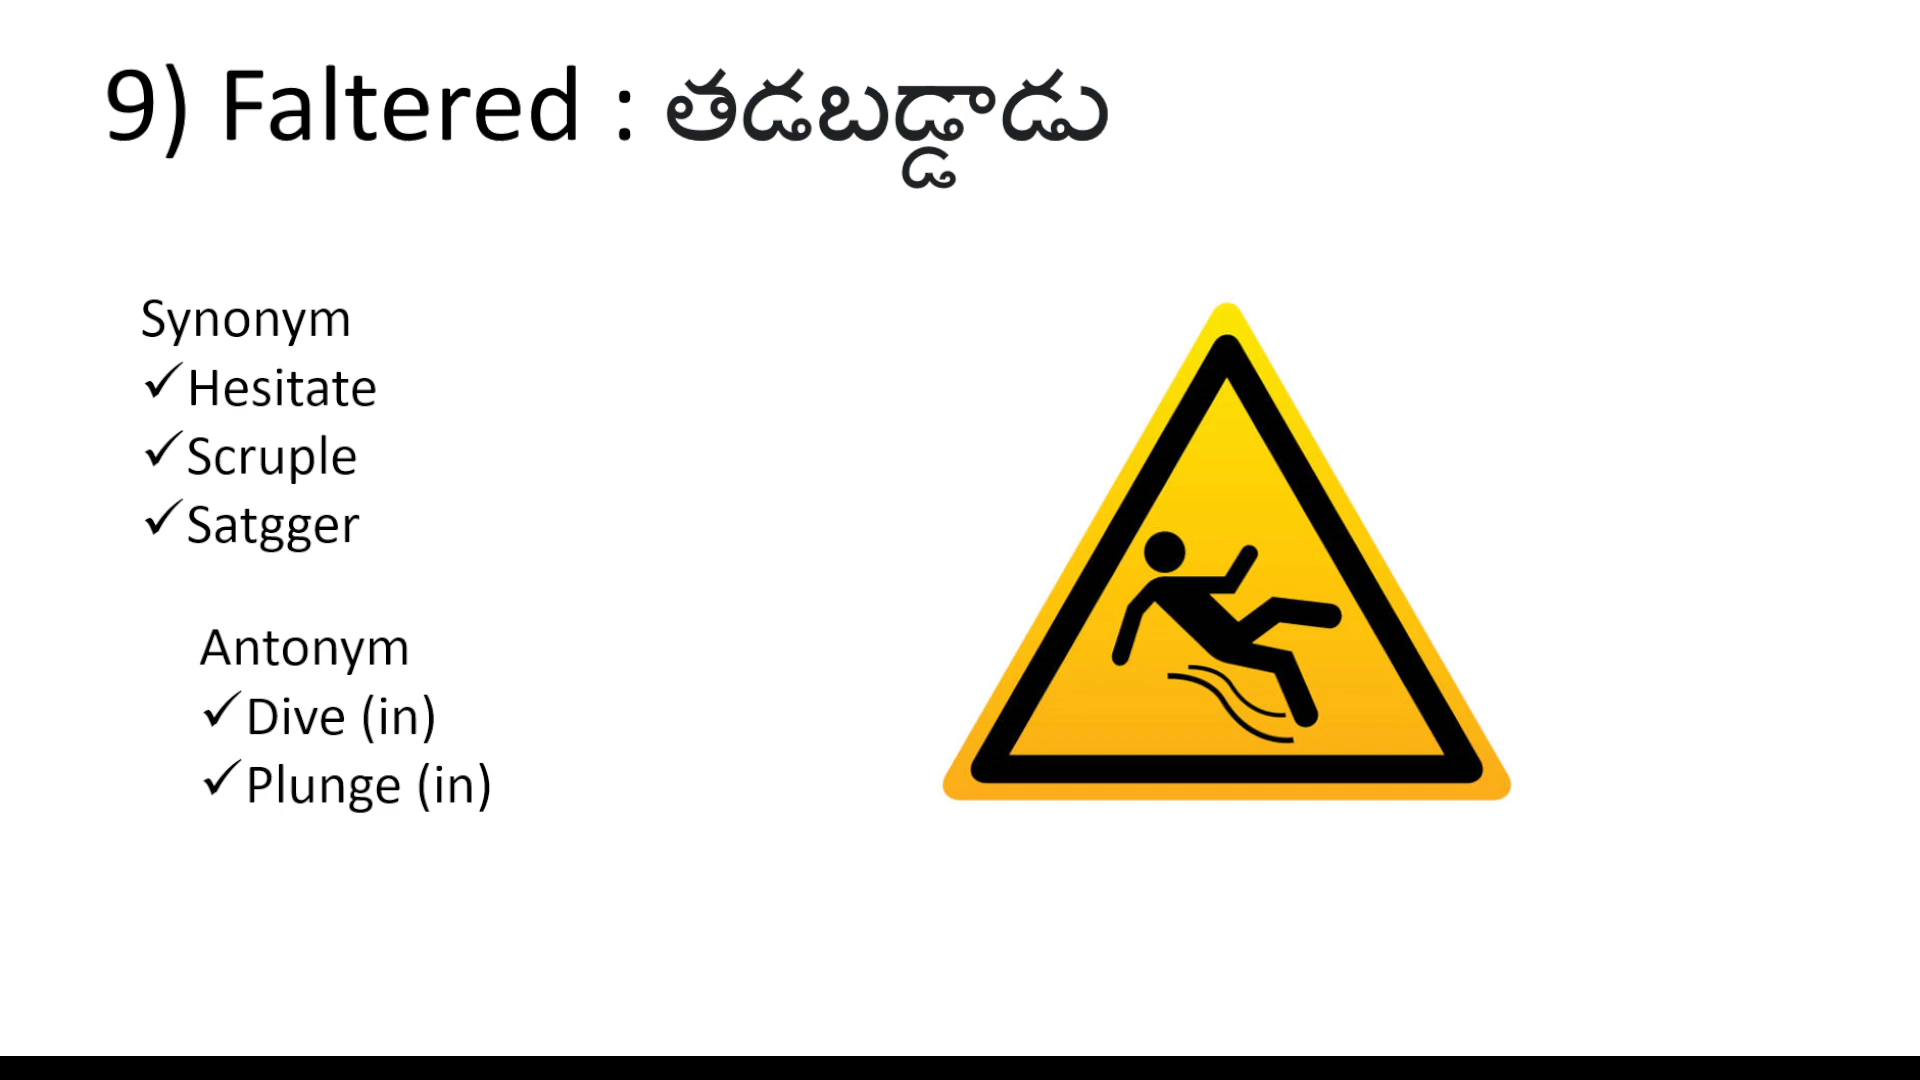 9) Faltered : తడబడ్డాడు
Synonym
✓Hesitate
✓Scruple
✓Satgger
Antonym
✓Dive (in)
✓Plunge (in)